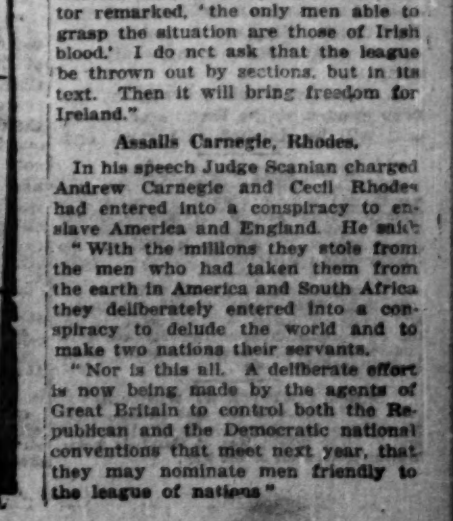 tor remarked, 'the only men able to
grasp the situation are those of Irish
blood.' I do not ask that the league
be thrown out by sections, but in its
text. Then it will bring freedom for
Ireland."
Assails Carnegie, Rhodes.
In his speech Judge Scanlan charged
Andrew Carnegie and Cecil Rhodes
had entered into a conspiracy to en-
slave America and England. He said:
"With the millions they stole from
the men who had taken them from
the earth in America and South Africa
they deliberately entered into a con-
spiracy to delude the world and to
make two nations their servants.
"Nor is this all. A deliberate effort
is now being made by the agents of
Great Britain to control both the Re-
publican and the Democratic national
conventions that meet next year, that
they may nominate men friendly to
the league of nations"